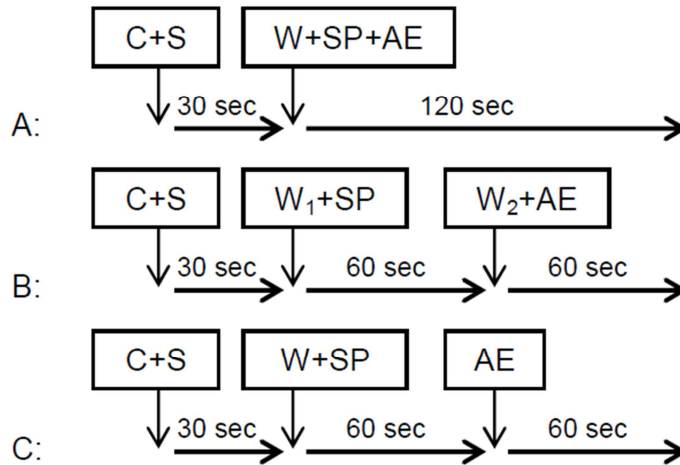 C+S W+SP+AE
A: 30 sec 120 sec
C+S W₁+SP W₂+AE
B: 30 sec 60 sec 60 sec
C+S W+SP AE
C: 30 sec 60 sec 60 sec